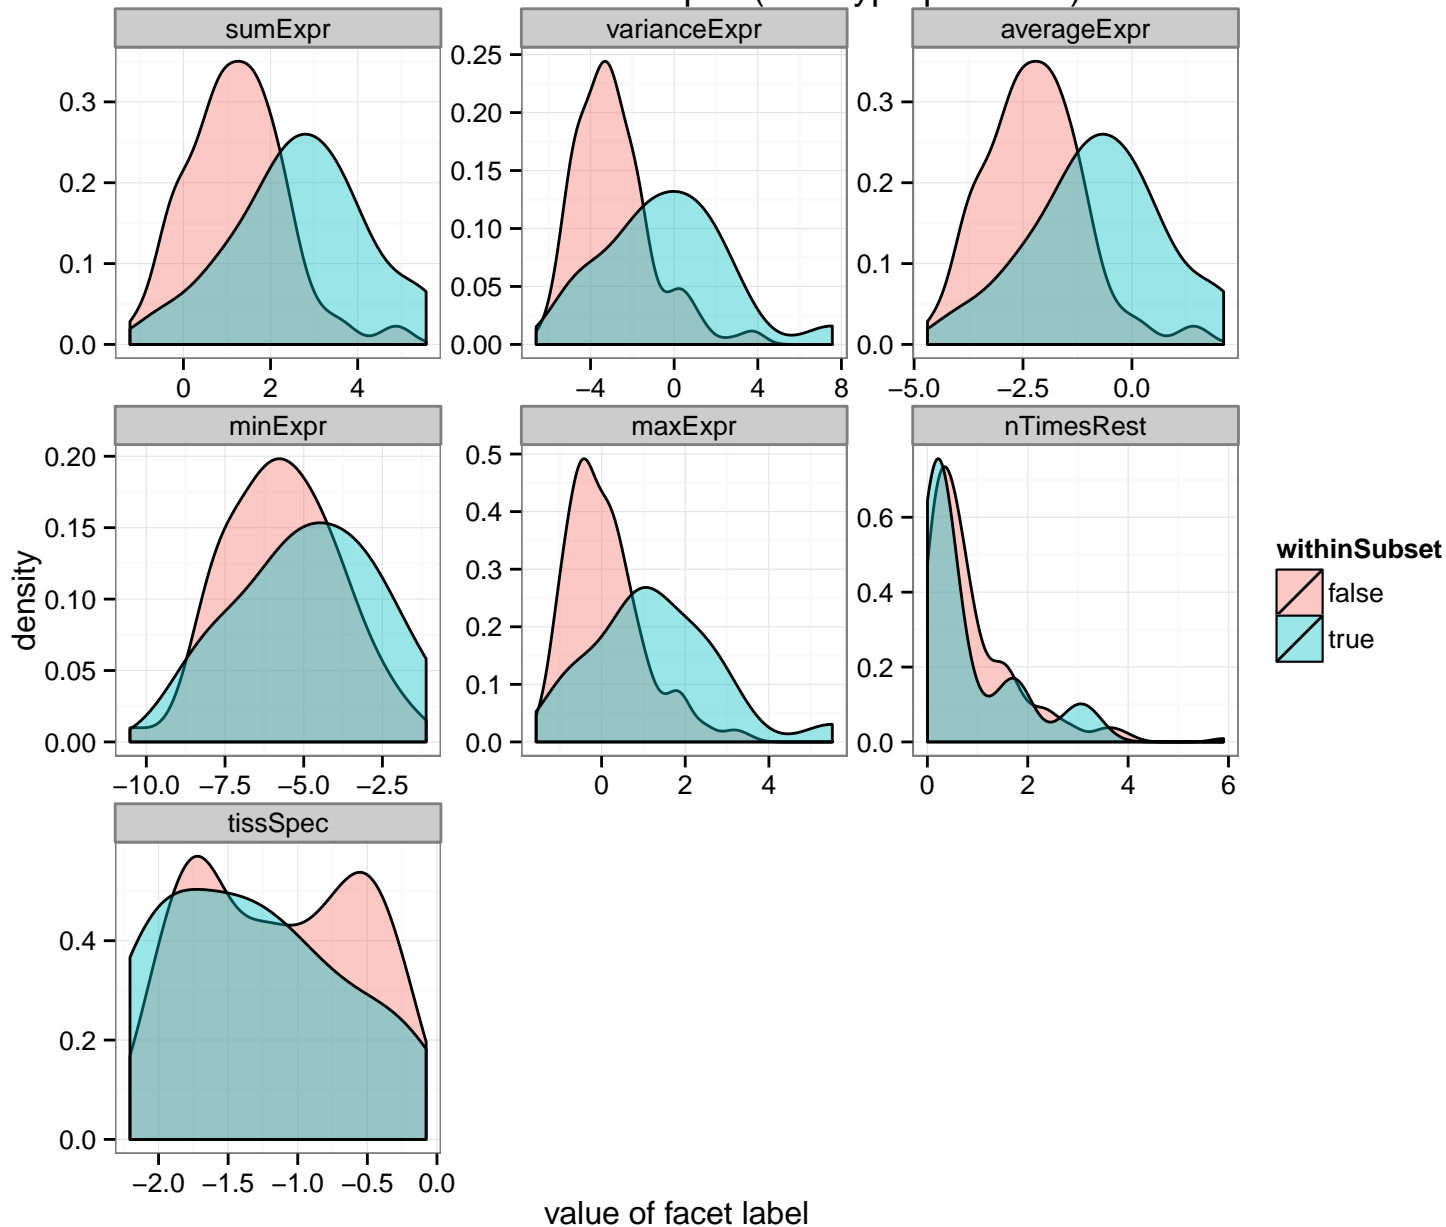 sumExpr varianceExpr averageExpr
0.3 0.2 0.1 0.0
0 2 4
0.25 0.20 0.15 0.10 0.05 0.00
−4 0 4 8
0.3 0.2 0.1 0.0
−5.0 −2.5 0.0
minExpr maxExpr nTimesRest
0.20 0.15 0.10 0.05 0.00
−10.0 −7.5 −5.0 −2.5
0.5 0.4 0.3 0.2 0.1 0.0
0 2 4
0.6 0.4 0.2 0.0
0 2 4 6
tissSpec
0.4 0.2 0.0
−2.0 −1.5 −1.0 −0.5 0.0
density
value of facet label
withinSubset
false
true